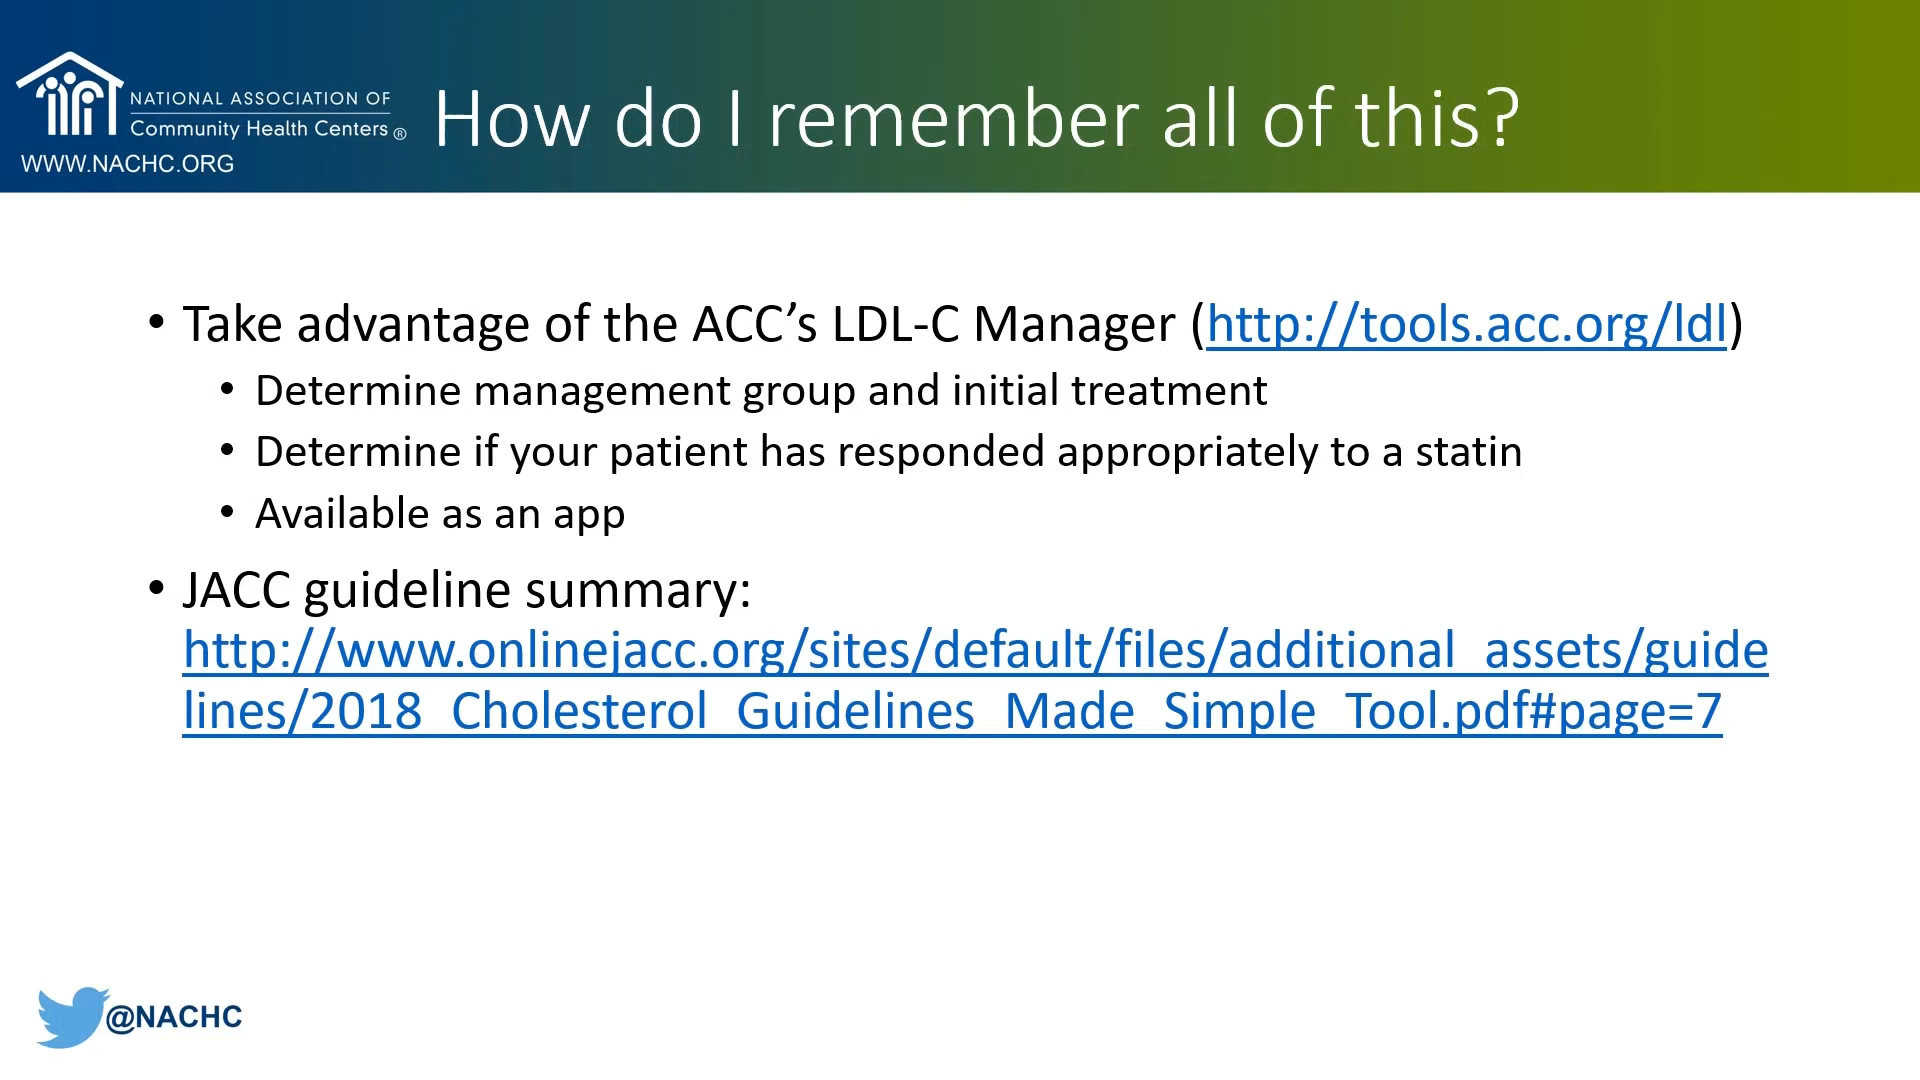 NATIONAL ASSOCIATION OF
Community Health Centers ®
WWW.NACHC.ORG
How do I remember all of this?
• Take advantage of the ACC’s LDL-C Manager (http://tools.acc.org/ldl)
• Determine management group and initial treatment
• Determine if your patient has responded appropriately to a statin
• Available as an app
• JACC guideline summary:
http://www.onlinejacc.org/sites/default/files/additional_assets/guide
lines/2018_Cholesterol_Guidelines_Made_Simple_Tool.pdf#page=7
@NACHC